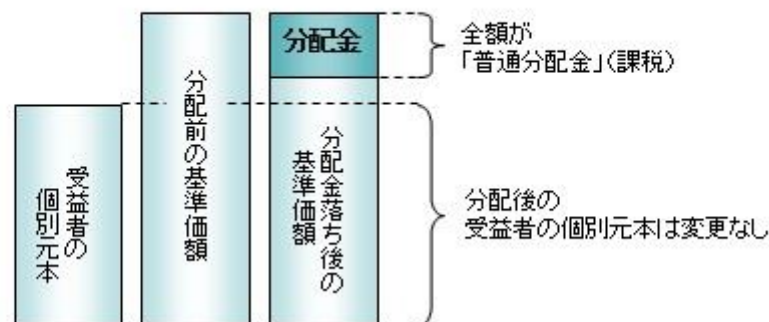 受益者の
個別元本
分配前の基準価額
分配金
分配金落ち後の
基準価額
全額が
「普通分配金」(課税)
分配後の
受益者の個別元本は変更なし